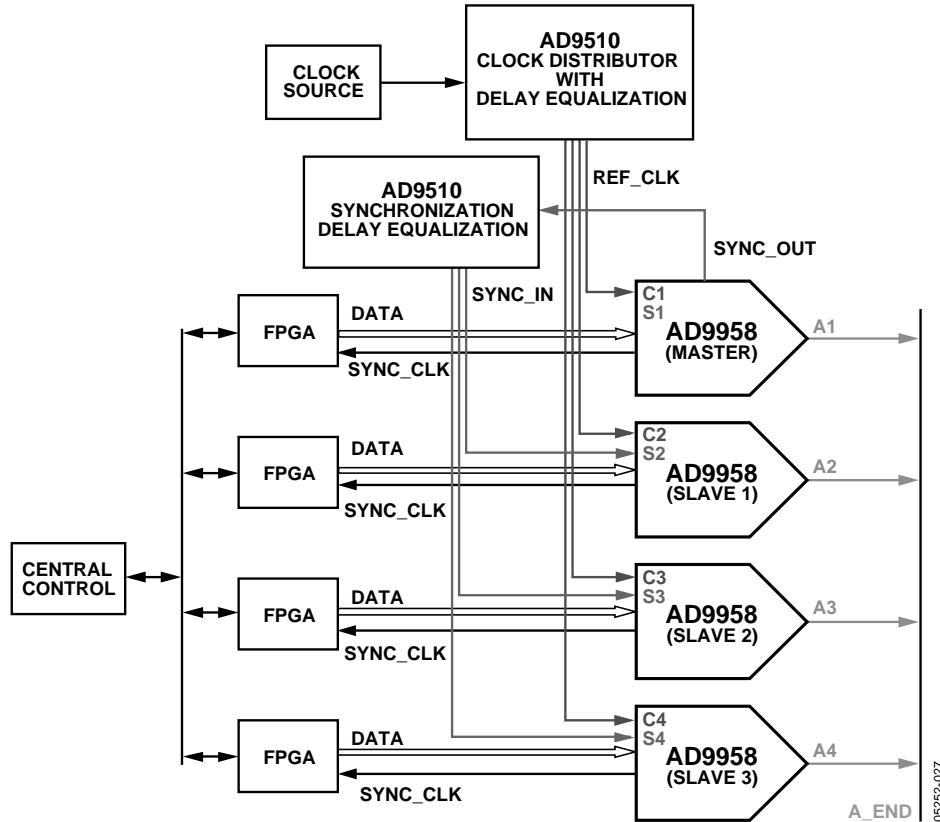 AD9510
CLOCK DISTRIBUTOR
WITH
DELAY EQUALIZATION
CLOCK
SOURCE
REF_CLK
AD9510
SYNCHRONIZATION
DELAY EQUALIZATION
SYNC_OUT
SYNC_IN
FPGA
DATA
SYNC_CLK
C1
S1
AD9958
(MASTER)
A1
FPGA
DATA
SYNC_CLK
C2
S2
AD9958
(SLAVE 1)
A2
CENTRAL
CONTROL
FPGA
DATA
SYNC_CLK
C3
S3
AD9958
(SLAVE 2)
A3
FPGA
DATA
SYNC_CLK
C4
S4
AD9958
(SLAVE 3)
A4
A_END
05252-027